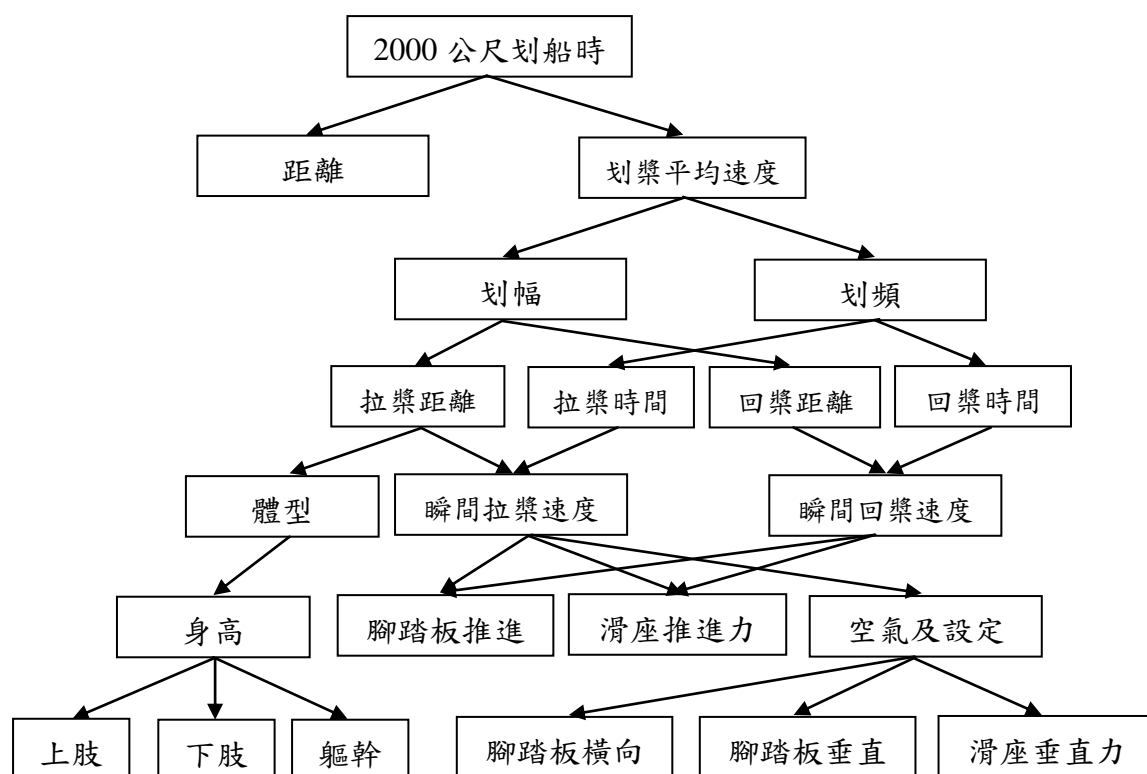 2000 公尺划船時
距離
划槳平均速度
划幅
划頻
拉槳距離
拉槳時間
回槳距離
回槳時間
體型
瞬間拉槳速度
瞬間回槳速度
身高
腳踏板推進
滑座推進力
空氣及設定
上肢
下肢
軀幹
腳踏板橫向
腳踏板垂直
滑座垂直力